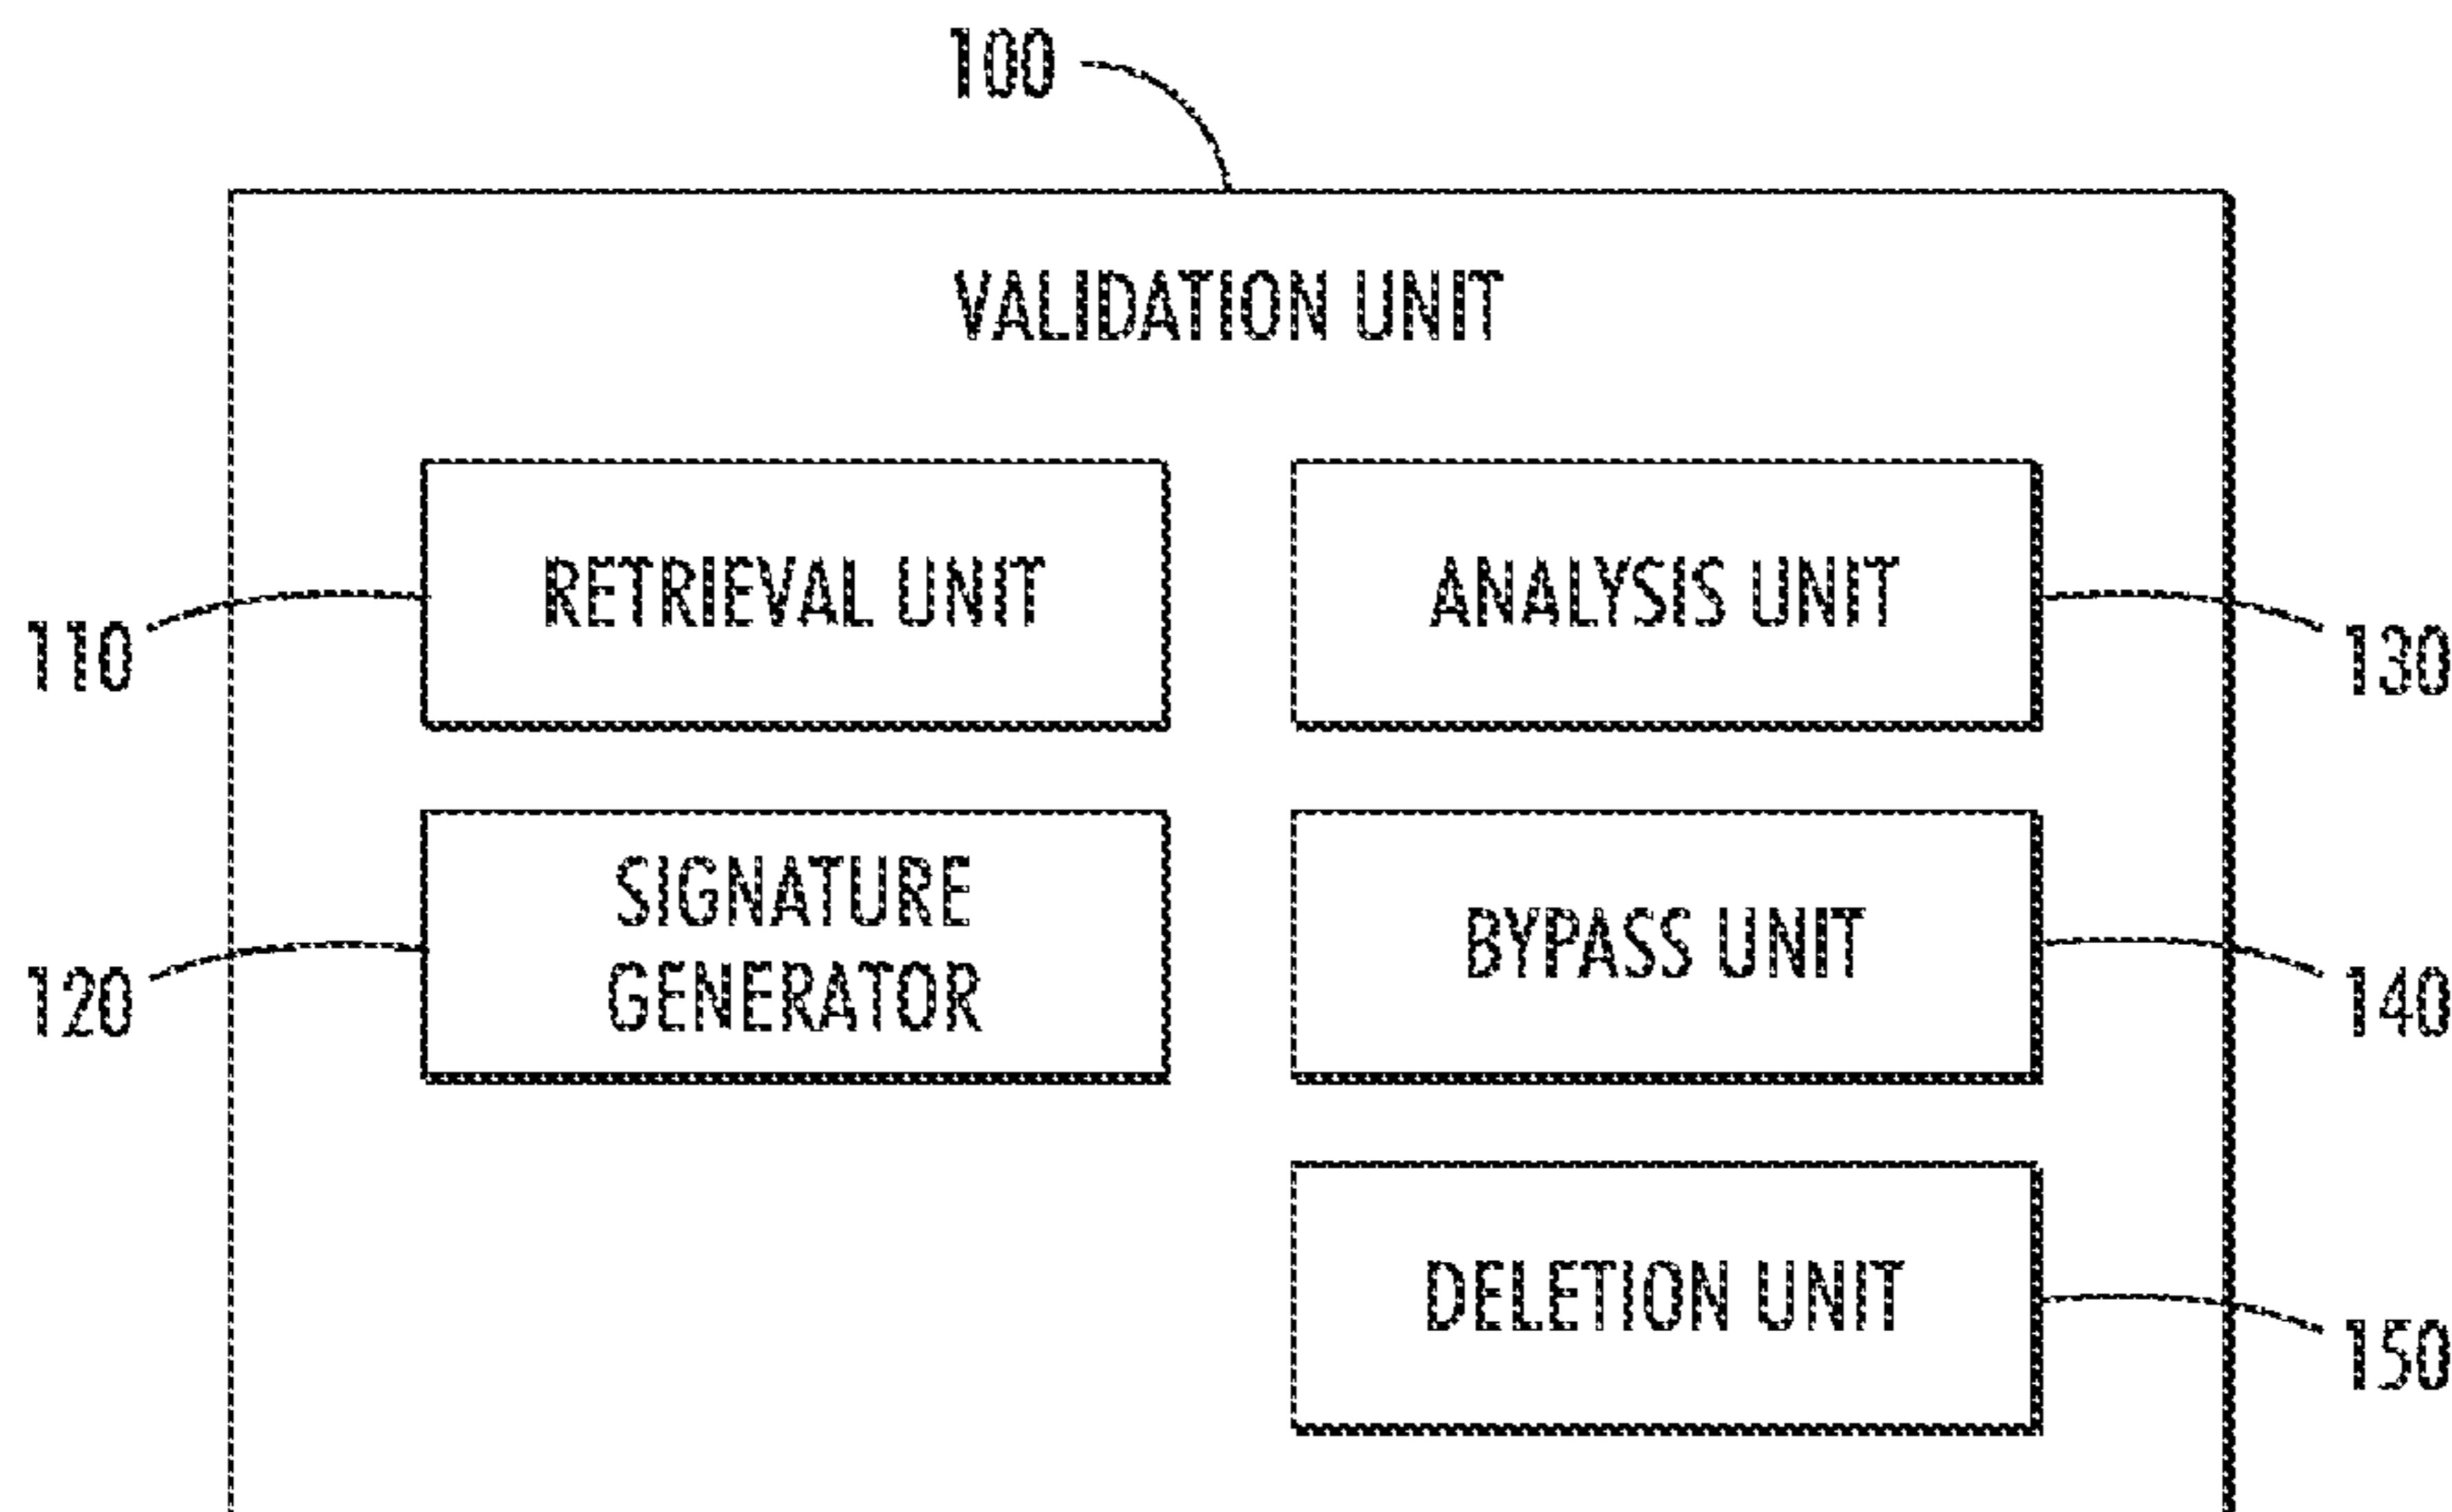 100
VALIDATION UNIT
RETRIEVAL UNIT
ANALYSIS UNIT
110
130
SIGNATURE
GENERATOR
BYPASS UNIT
120
140
DELETION UNIT
150